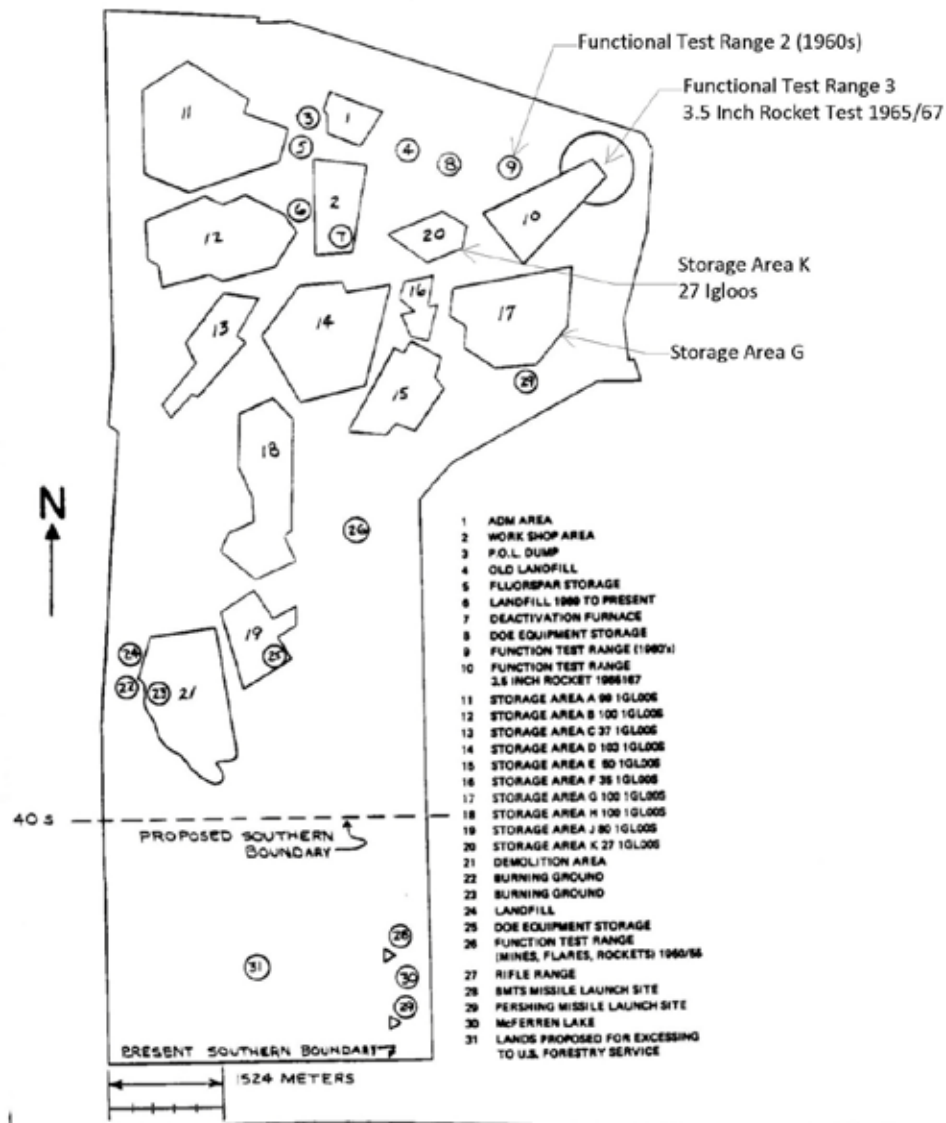 Functional Test Range 2 (1960s)
Functional Test Range 3
3.5 Inch Rocket Test 1965/67
11
3
1
5
4
8
9
2
6
7
10
12
20
Storage Area K
27 Igloos
16
13
14
17
Storage Area G
15
29
18
N
26
19
25
24
22
23
21
40 s
PROPOSED SOUTHERN
BOUNDARY
28
31
30
29
PRESENT SOUTHERN BOUNDARY
1524 METERS
1 ADM AREA
2 WORK SHOP AREA
3 P.O.L. DUMP
4 OLD LANDFILL
5 FLUORSPAR STORAGE
6 LANDFILL 1969 TO PRESENT
7 DEACTIVATION FURNACE
8 DOE EQUIPMENT STORAGE
9 FUNCTION TEST RANGE (1960's)
10 FUNCTION TEST RANGE
3.5 INCH ROCKET 1965/67
11 STORAGE AREA A 99 IGLOOS
12 STORAGE AREA B 100 IGLOOS
13 STORAGE AREA C 37 IGLOOS
14 STORAGE AREA D 103 IGLOOS
15 STORAGE AREA E 50 IGLOOS
16 STORAGE AREA F 35 IGLOOS
17 STORAGE AREA G 100 IGLOOS
18 STORAGE AREA H 100 IGLOOS
19 STORAGE AREA J 80 IGLOOS
20 STORAGE AREA K 27 IGLOOS
21 DEMOLITION AREA
22 BURNING GROUND
23 BURNING GROUND
24 LANDFILL
25 DOE EQUIPMENT STORAGE
26 FUNCTION TEST RANGE
(MINES, FLARES, ROCKETS)
27 RIFLE RANGE
28 BMTS MISSILE LAUNCH SITE
29 PERSHING MISSILE LAUNCH SITE
30 McFERREN LAKE
31 LANDS PROPOSED FOR EXCESSING
TO U.S. FORESTRY SERVICE